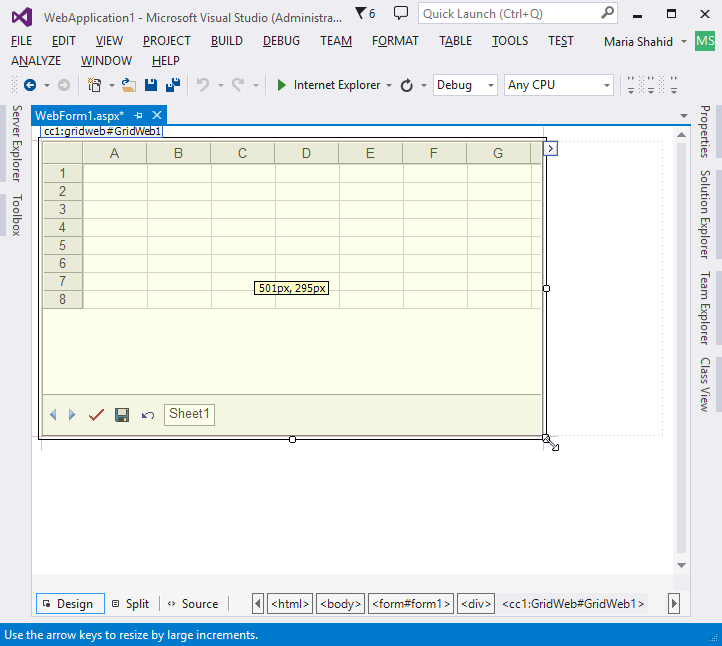 WebApplication1 - Microsoft Visual Studio (Administra... 6 Quick Launch (Ctrl+Q)
FILE EDIT VIEW PROJECT BUILD DEBUG TEAM FORMAT TABLE TOOLS TEST Maria Shahid MS
ANALYZE WINDOW HELP
Internet Explorer Debug Any CPU
WebForm1.aspx*
cc1:gridweb#GridWeb1
A B C D E F G
1
2
3
4
5
6
7
8
501px, 295px
Sheet1
Server Explorer
Toolbox
Properties
Solution Explorer
Team Explorer
Class View
Design Split Source <html> <body> <form#form1> <div> <cc1:GridWeb#GridWeb1>
Use the arrow keys to resize by large increments.